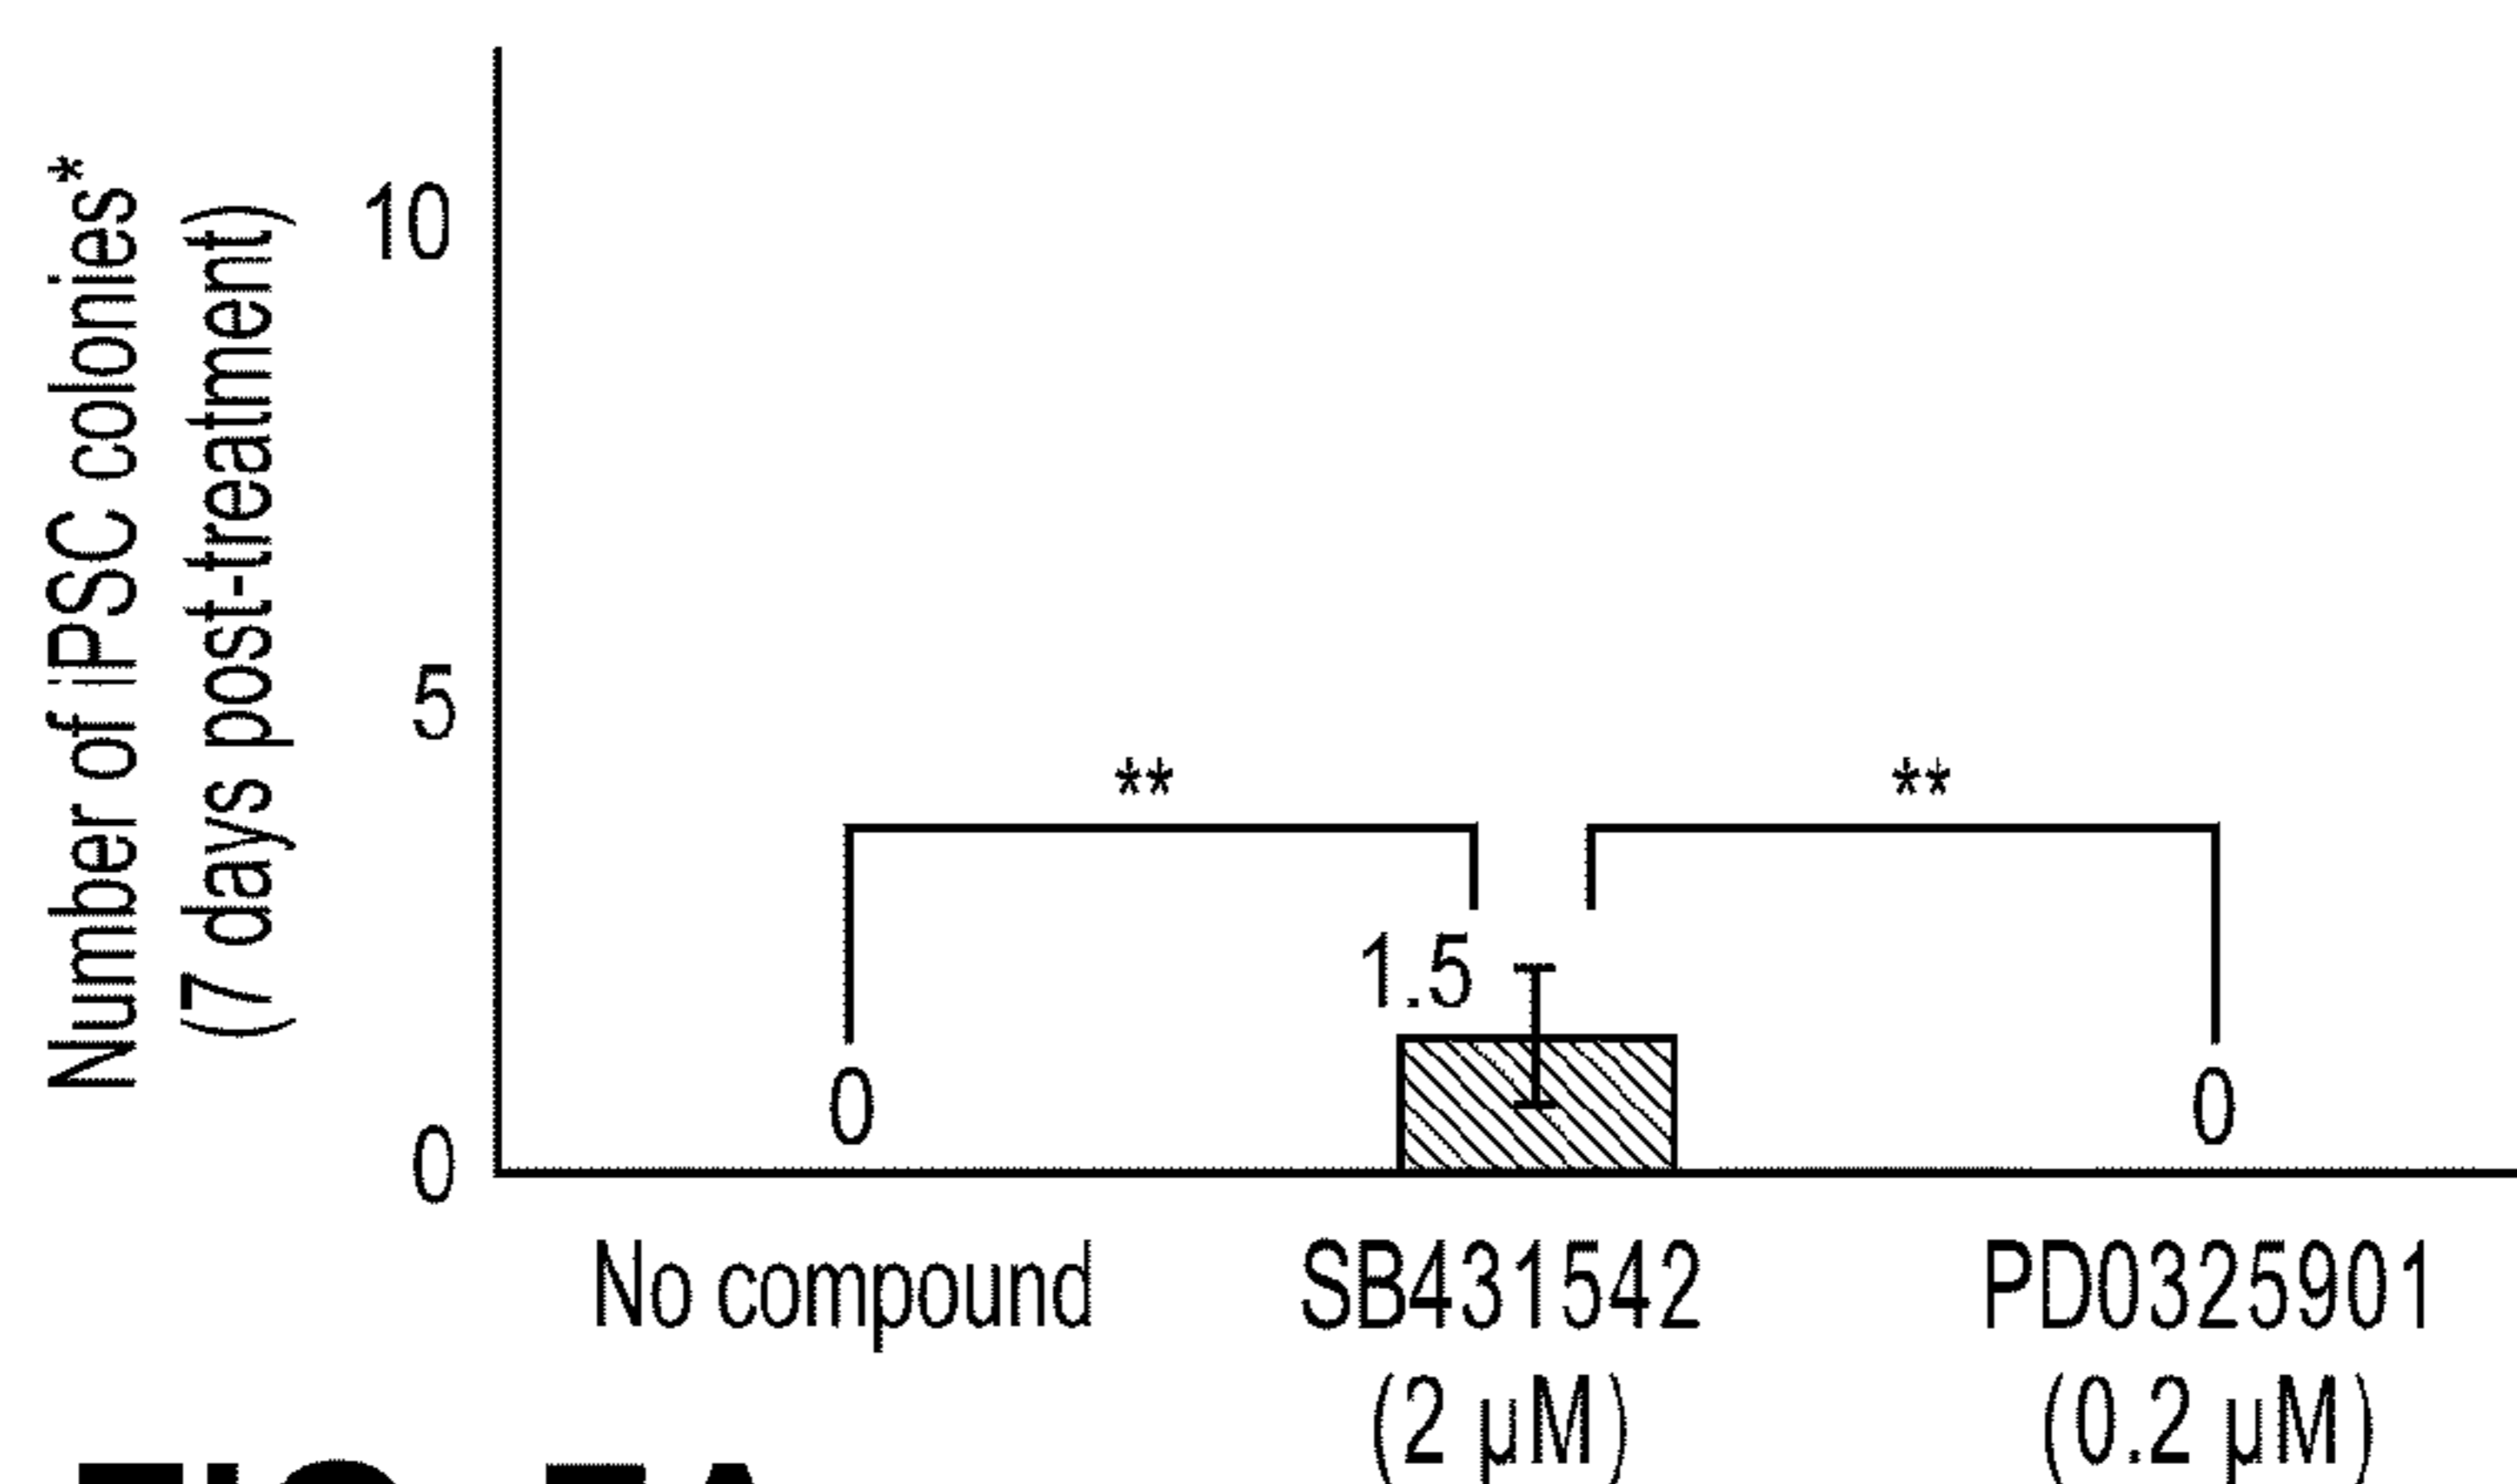 Number of iPSC colonies*
(7 days post-treatment)
10
5
0
**
**
1.5
0
0
No compound
SB431542
(2 µM)
PD0325901
(0.2 µM)